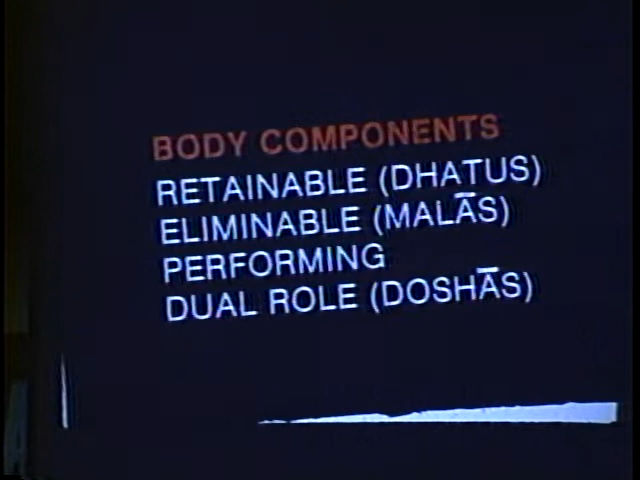 BODY COMPONENTS
RETAINABLE (DHATUS)
ELIMINABLE (MALĀS)
PERFORMING
DUAL ROLE (DOSHĀS)